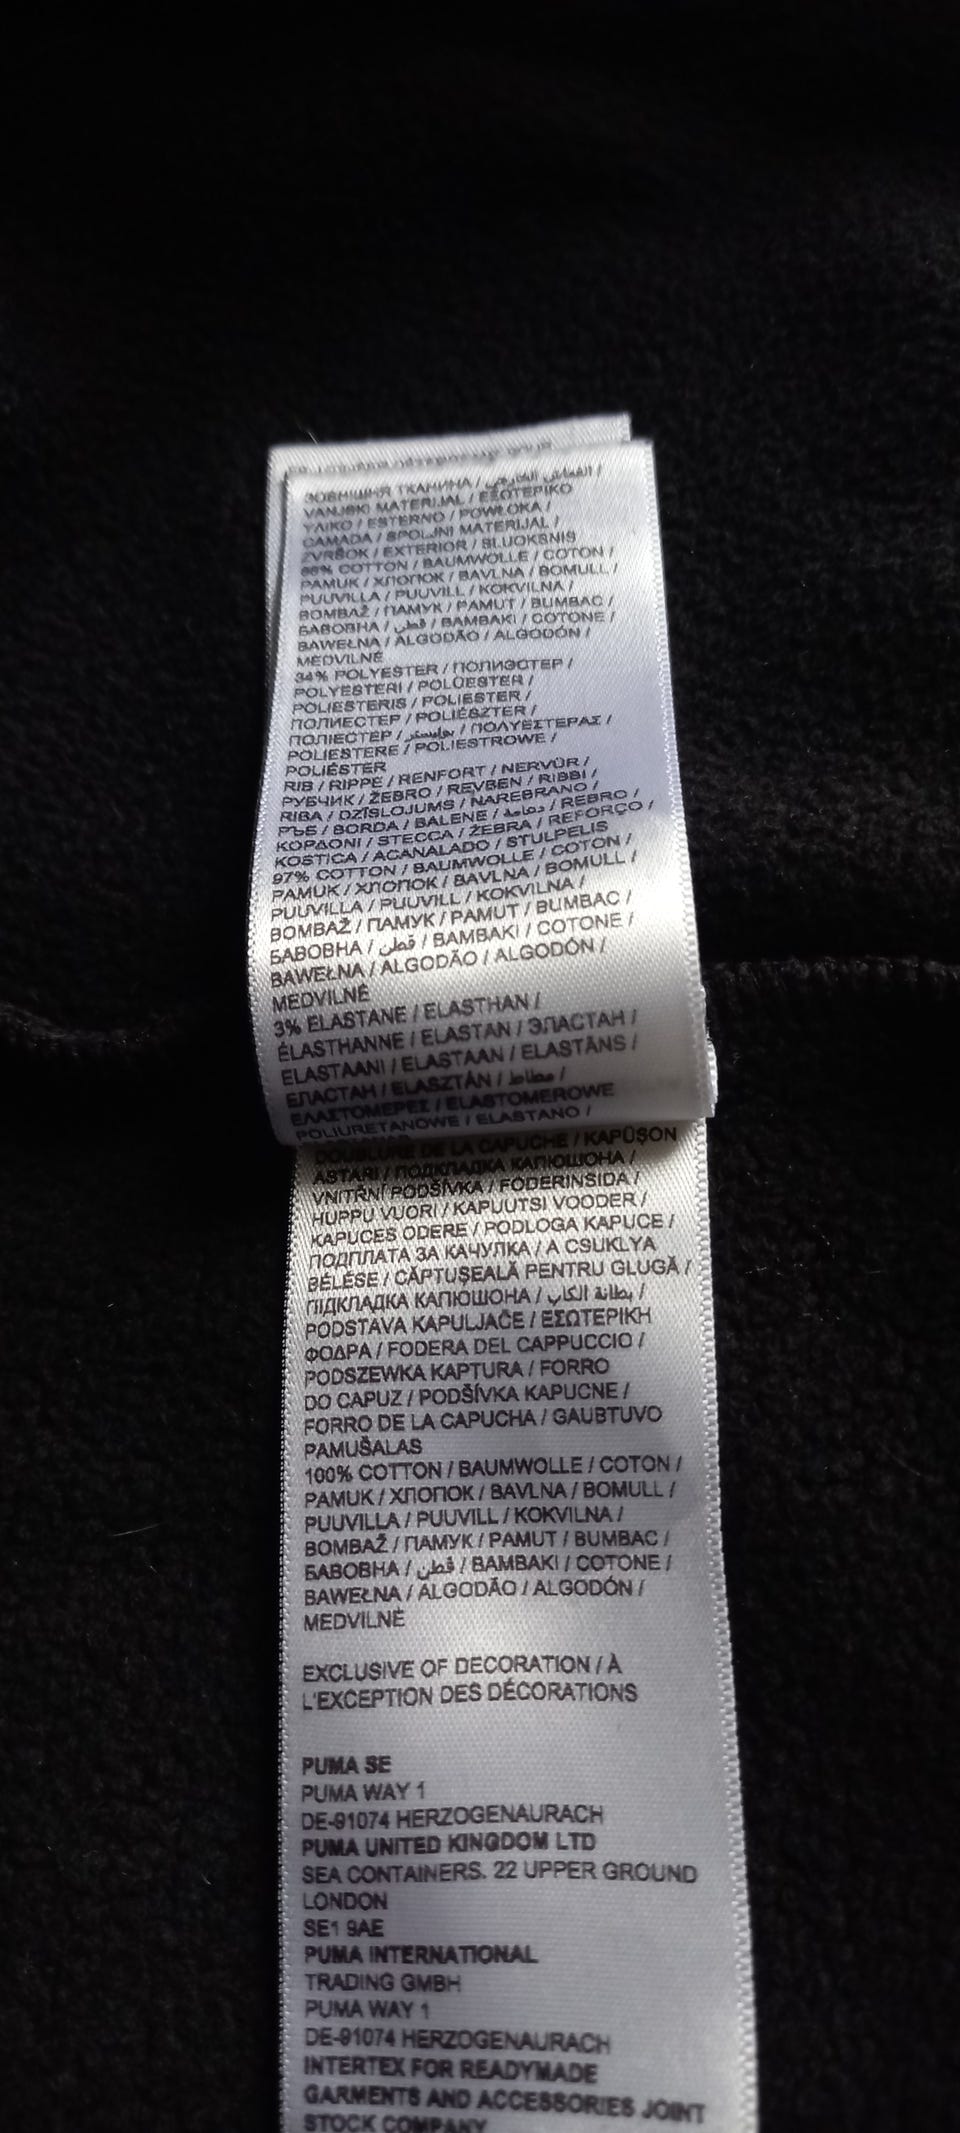 ЗОВНІШНЯ ТКАНИНА / القماش الخارجي /
VANJSKI MATERIJAL / ΕΞΩΤΕΡΙΚΟ
ΥΛΙΚΟ / ESTERNO / POWŁOKA /
CAMADA / SPOLJNI MATERIJAL /
ZVRŠOK / EXTERIOR / SLUOKSNIS
66% COTTON / BAUMWOLLE / COTON /
PAMUK / ХЛОПОК / BAVLNA / BOMULL /
PUUVILLA / PUUVILL / KOKVILNA /
BOMBAŽ / ПАМУК / PAMUT / BUMBAC /
БАВОВНА / قطن / BAMBAKI / COTONE /
BAWEŁNA / ALGODÃO / ALGODÓN /
MEDVILNĖ
34% POLYESTER / ПОЛИЭСТЕР /
POLYESTERI / POLÜESTER /
POLIESTERIS / POLIESTER /
ПОЛИЕСТЕР / POLIÉSZTER /
ПОЛІЕСТЕР / بوليستر / ΠΟΛΥΕΣΤΕΡΑΣ /
POLIESTERE / POLIESTROWE /
POLIÉSTER
RIB / RIPPE / RENFORT / NERVÜR /
РУБЧИК / ŽEBRO / REVBEN / RIBBI /
RIBA / DZĪSLOJUMS / NAREBRANO /
РЪБ / BORDA / BALENE / دعامة / REBRO /
ΚΟΡΔΟΝΙ / STECCA / ŻEBRA / REFORÇO /
KOSTICA / ACANALADO / STULPELIS
97% COTTON / BAUMWOLLE / COTON /
PAMUK / ХЛОПОК / BAVLNA / BOMULL /
PUUVILLA / PUUVILL / KOKVILNA /
BOMBAŽ / ПАМУК / PAMUT / BUMBAC /
БАВОВНА / قطن / BAMBAKI / COTONE /
BAWEŁNA / ALGODÃO / ALGODÓN /
MEDVILNĖ
3% ELASTANE / ELASTHAN /
ÉLASTHANNE / ELASTAN / ЭЛАСТАН /
ELASTAANI / ELASTAAN / ELASTĀNS /
ЕЛАСТАН / ELASZTÁN / مطاط /
ΕΛΑΣΤΟΜΕΡΕΣ / ELASTOMEROWE
POLIURETANOWE / ELASTANO /
DOUBLURE DE LA CAPUCHE / KAPÜŞON
ASTARI / ПОДКЛАДКА КАПЮШОНА /
VNITŘNÍ PODŠÍVKA / FODERINSIDA /
HUPPU VUORI / KAPUUTSI VOODER /
KAPUCES ODERE / PODLOGA KAPUCE /
ПОДПЛАТА ЗА КАЧУЛКА / A CSUKLYA
BÉLÉSE / CĂPTUȘEALĂ PENTRU GLUGĂ /
ПІДКЛАДКА КАПЮШОНА / بطانة الكاب /
PODSTAVA KAPULJAČE / ΕΣΩΤΕΡΙΚΗ
ΦΟΔΡΑ / FODERA DEL CAPPUCCIO /
PODSZEWKA KAPTURA / FORRO
DO CAPUZ / PODŠÍVKA KAPUCNE /
FORRO DE LA CAPUCHA / GAUBTUVO
PAMUŠALAS
100% COTTON / BAUMWOLLE / COTON /
PAMUK / ХЛОПОК / BAVLNA / BOMULL /
PUUVILLA / PUUVILL / KOKVILNA /
BOMBAŽ / ПАМУК / PAMUT / BUMBAC /
БАВОВНА / قطن / BAMBAKI / COTONE /
BAWEŁNA / ALGODÃO / ALGODÓN /
MEDVILNĖ
EXCLUSIVE OF DECORATION / À
L'EXCEPTION DES DÉCORATIONS
PUMA SE
PUMA WAY 1
DE-91074 HERZOGENAURACH
PUMA UNITED KINGDOM LTD
SEA CONTAINERS. 22 UPPER GROUND
LONDON
SE1 9AE
PUMA INTERNATIONAL
TRADING GMBH
PUMA WAY 1
DE-91074 HERZOGENAURACH
INTERTEX FOR READYMADE
GARMENTS AND ACCESSORIES JOINT
STOCK COMPANY